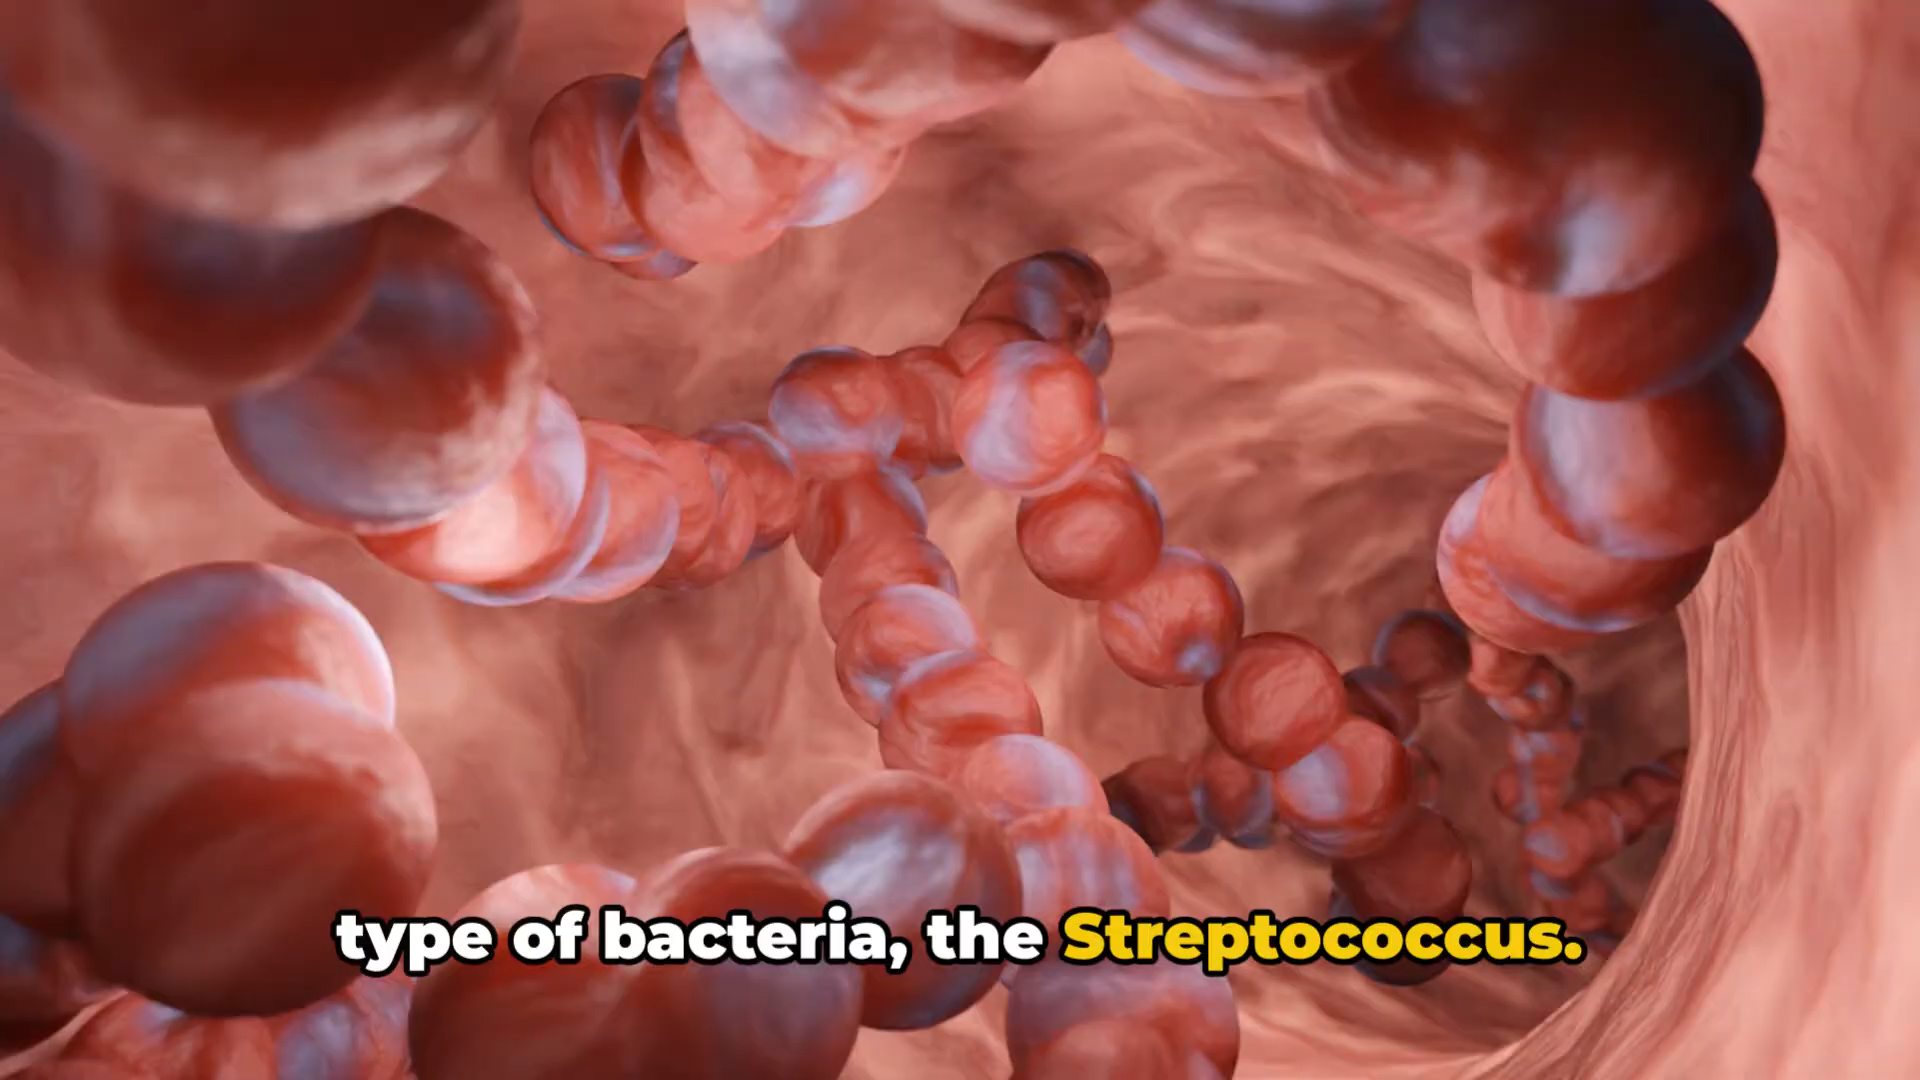 type of bacteria, the Streptococcus.